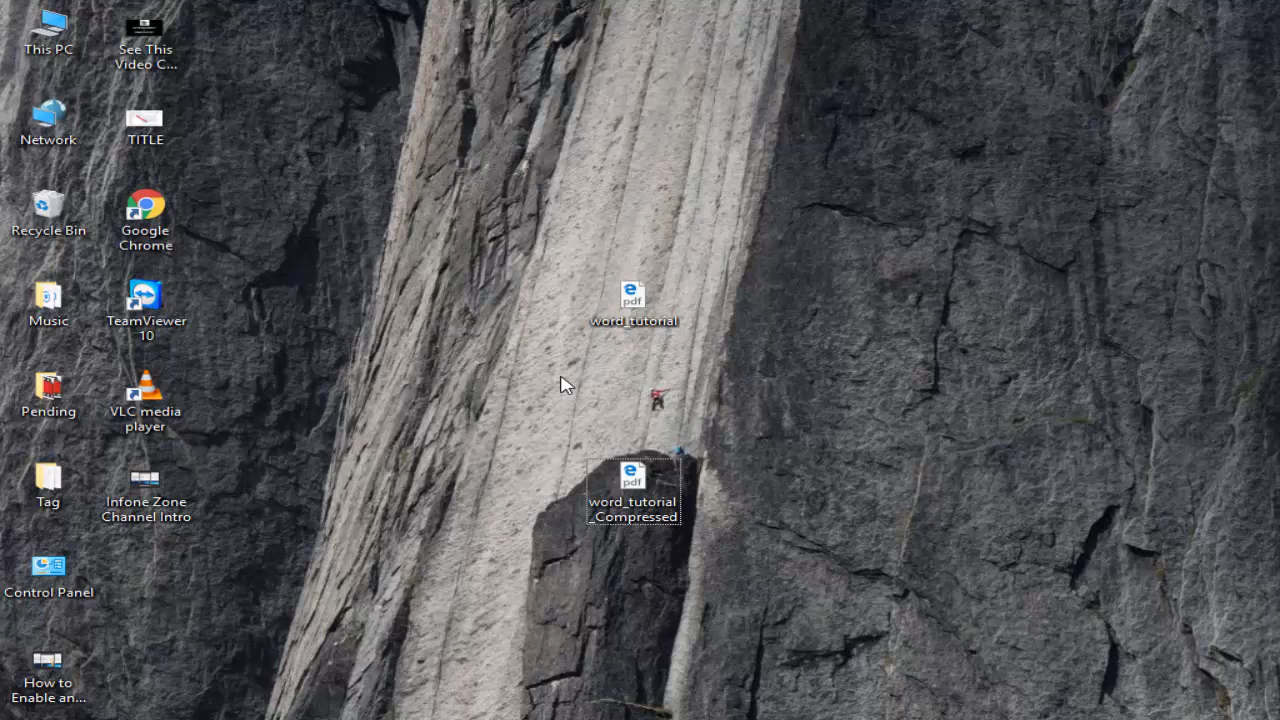 This PC
See This
Video C...
Network
TITLE
Recycle Bin
Google
Chrome
Music
TeamViewer
10
pdf
word_tutorial
Pending
VLC media
player
Tag
Infone Zone
Channel Intro
pdf
word_tutorial
_Compressed
Control Panel
How to
Enable an...